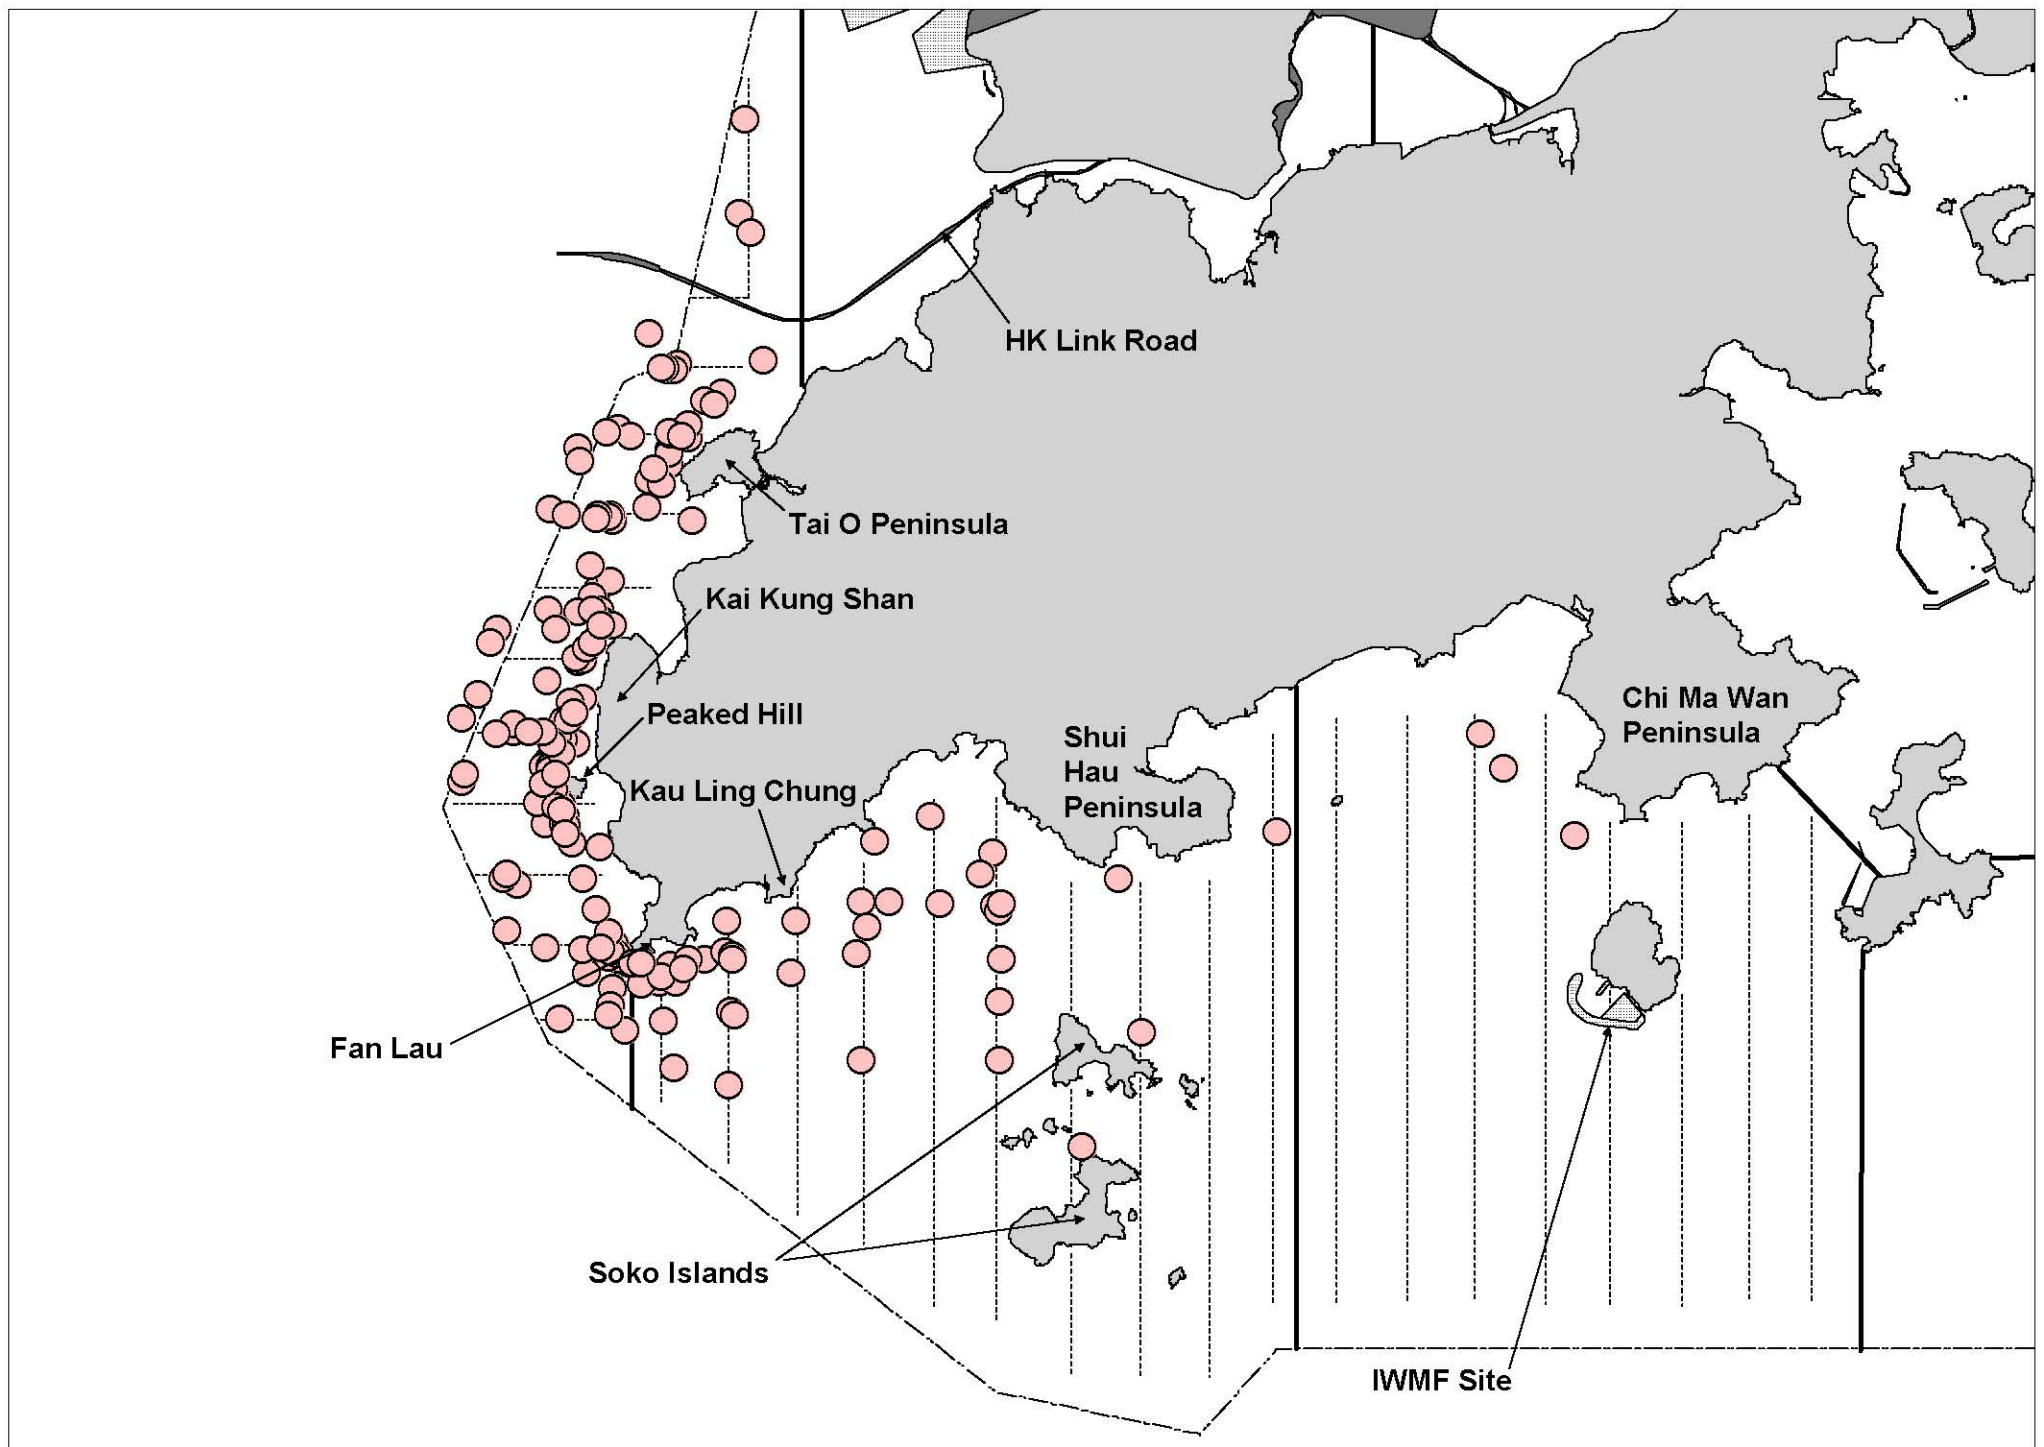 HK Link Road
Tai O Peninsula
Kai Kung Shan
Peaked Hill
Kau Ling Chung
Shui
Hau
Peninsula
Chi Ma Wan
Peninsula
Fan Lau
Soko Islands
IWMF Site